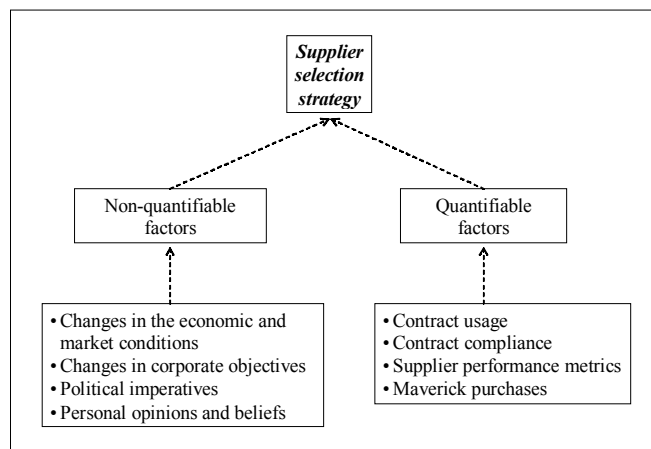 Supplier
selection
strategy
Non-quantifiable
factors
Quantifiable
factors
• Changes in the economic and
market conditions
• Changes in corporate objectives
• Political imperatives
• Personal opinions and beliefs
• Contract usage
• Contract compliance
• Supplier performance metrics
• Maverick purchases